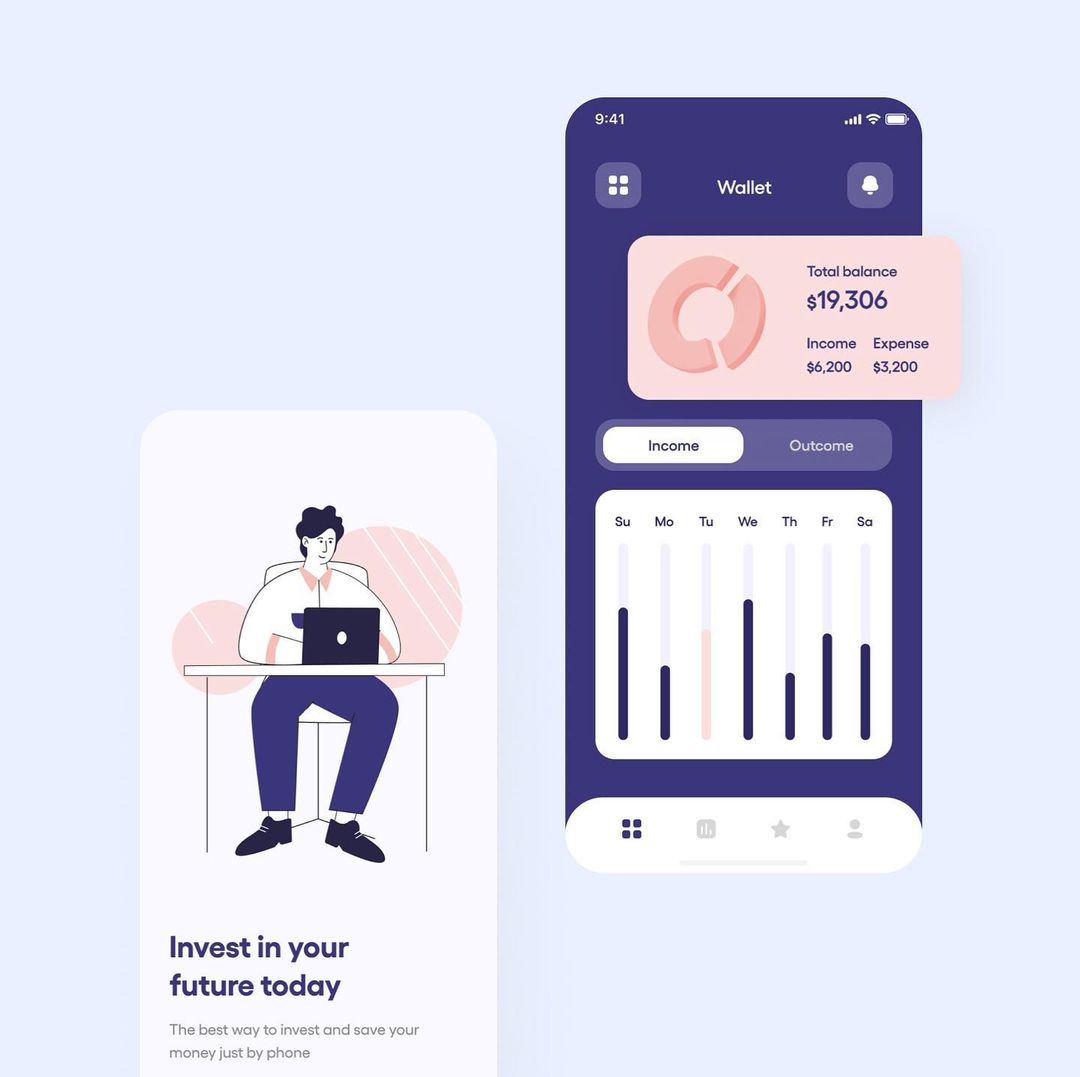 9:41
Wallet
Total balance
$19,306
Income Expense
$6,200 $3,200
Income Outcome
Su Mo Tu We Th Fr Sa
Invest in your
future today
The best way to invest and save your
money just by phone